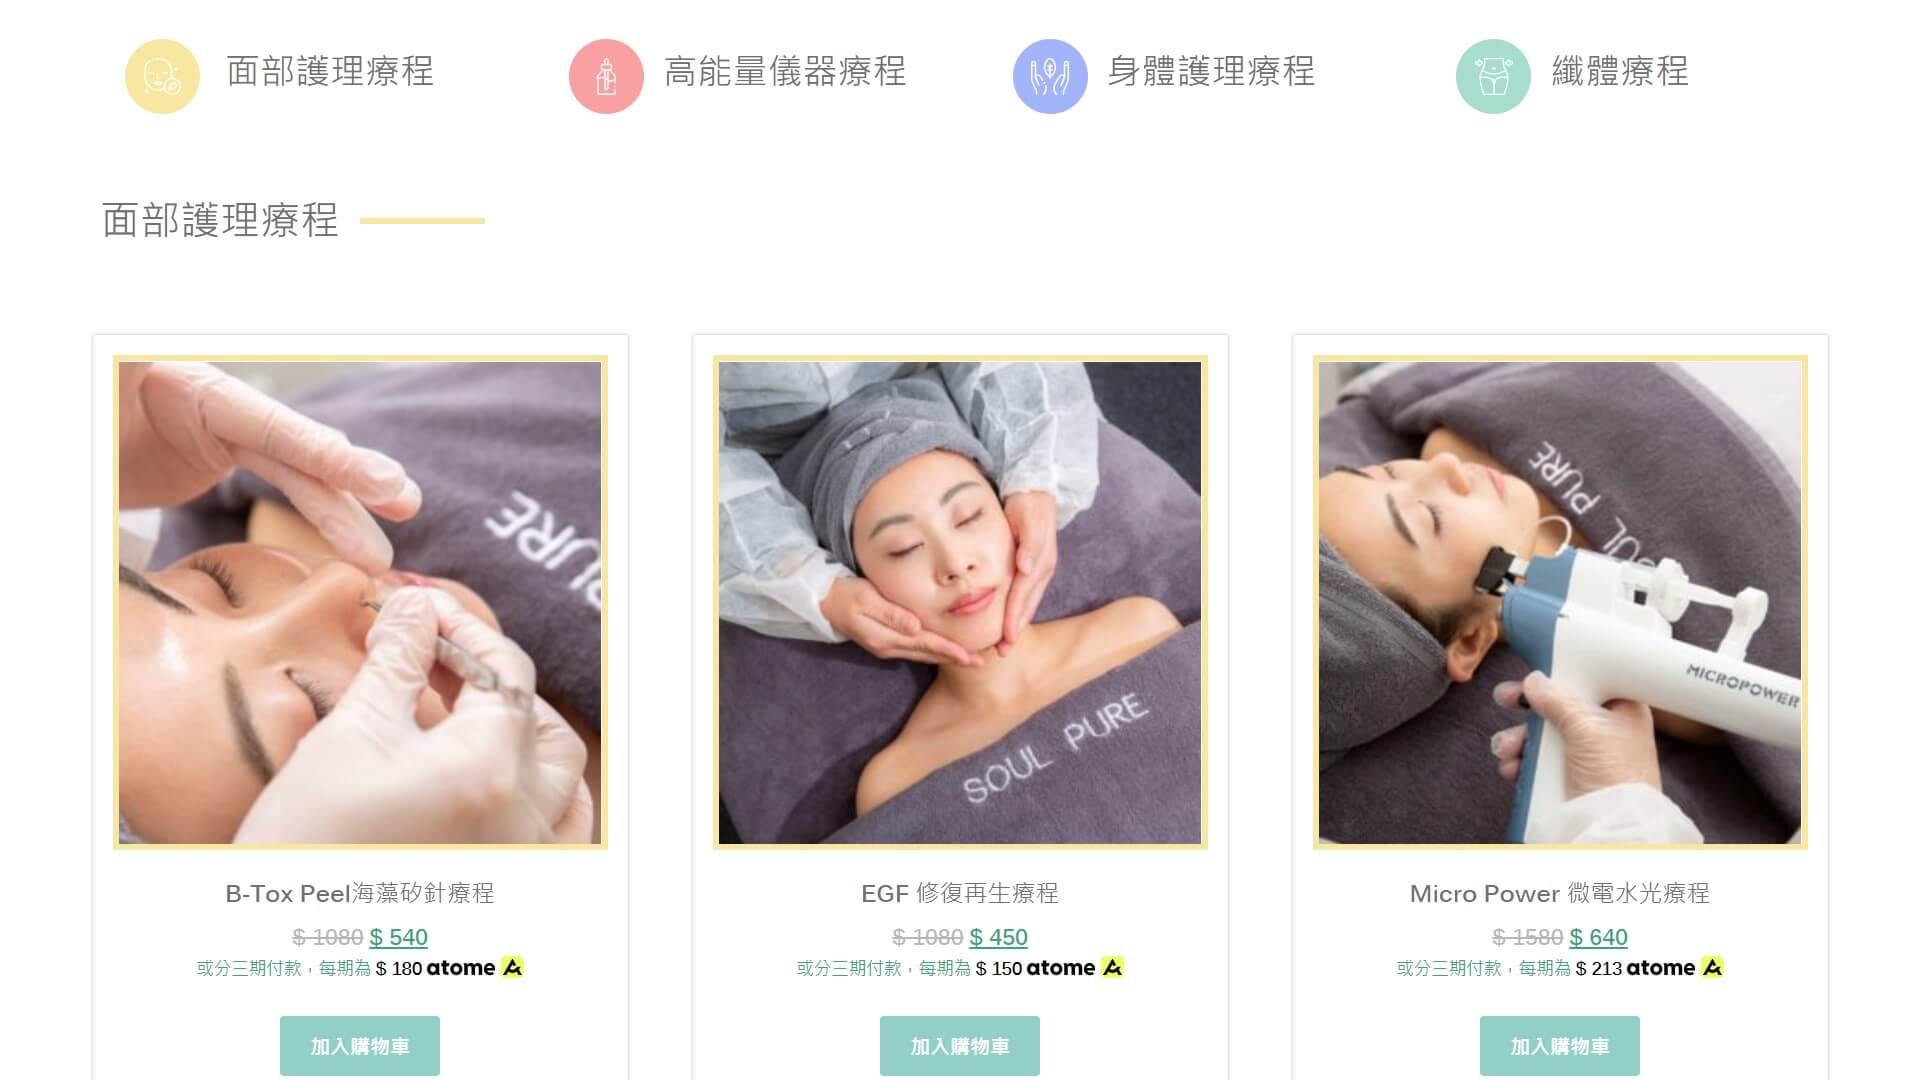 面部護理療程
高能量儀器療程
身體護理療程
纖體療程
面部護理療程
PURE
SOUL PURE
SOUL PURE
MICROPOWER
B-Tox Peel海藻矽針療程
$ 1080 $ 540
或分三期付款，每期為 $ 180 atome
加入購物車
EGF 修復再生療程
$ 1080 $ 450
或分三期付款，每期為 $ 150 atome
加入購物車
Micro Power 微電水光療程
$ 1580 $ 640
或分三期付款，每期為 $ 213 atome
加入購物車